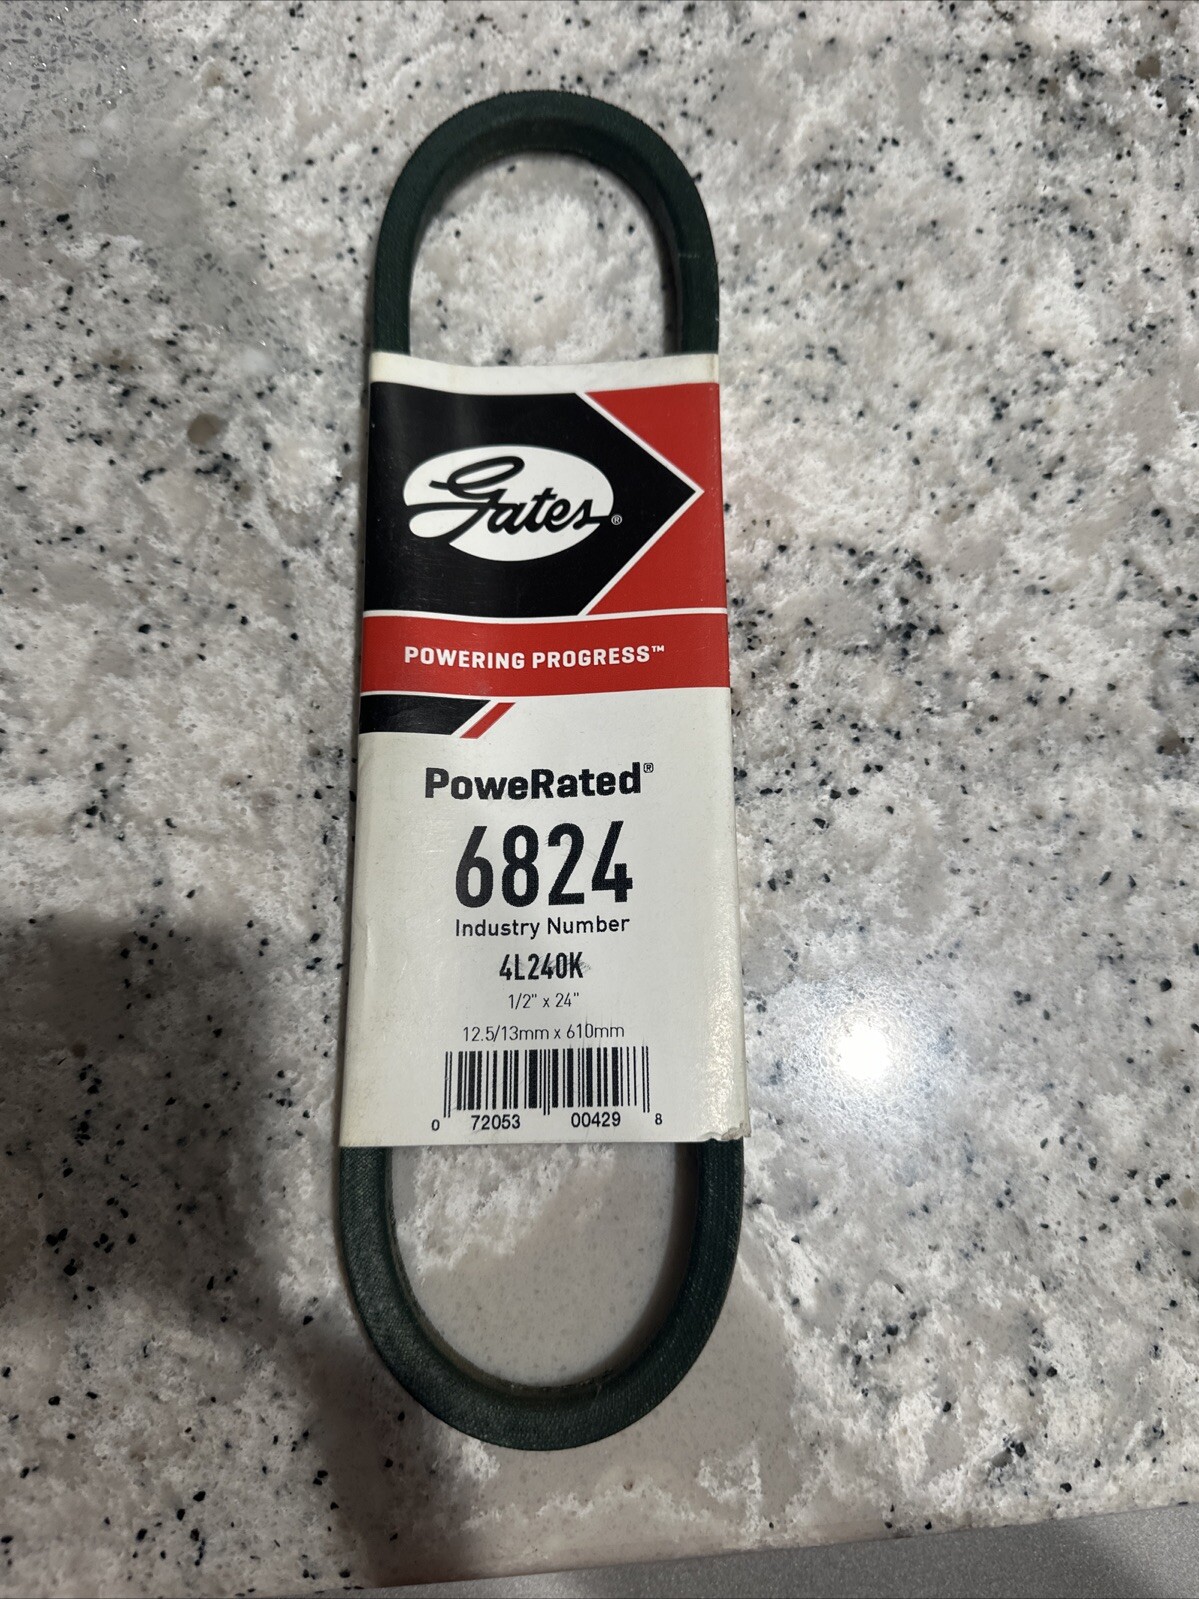 Gates®
POWERING PROGRESS™
PoweRated®
6824
Industry Number
4L240K
1/2" x 24"
12.5/13mm x 610mm
0 72053 00429 8